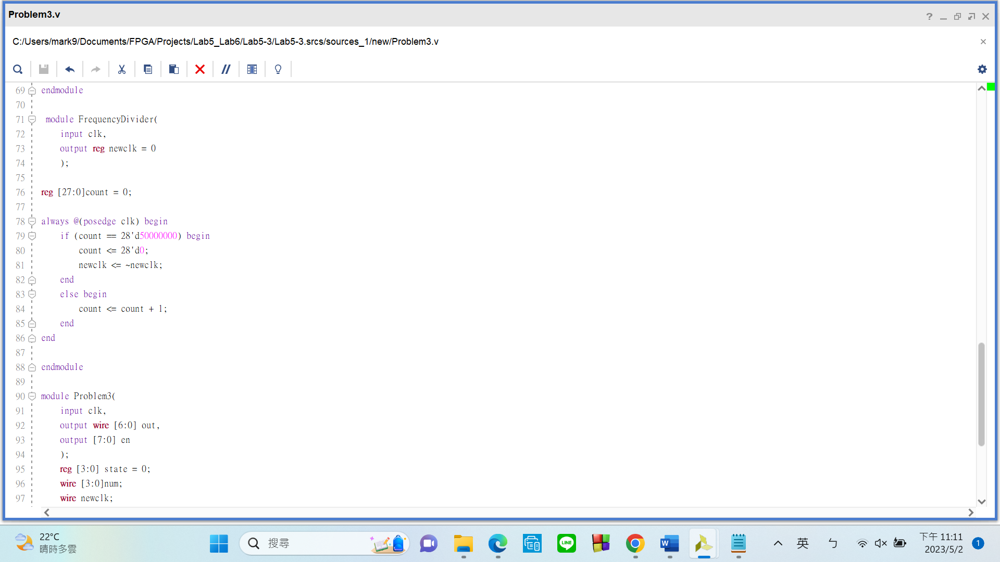 Problem3.v
C:/Users/mark9/Documents/FPGA/Projects/Lab5_Lab6/Lab5-3/Lab5-3.srcs/sources_1/new/Problem3.v
69 endmodule
70
71 module FrequencyDivider(
72 input clk,
73 output reg newclk = 0
74 );
75
76 reg [27:0]count = 0;
77
78 always @(posedge clk) begin
79 if (count == 28'd50000000) begin
80 count <= 28'd0;
81 newclk <= ~newclk;
82 end
83 else begin
84 count <= count + 1;
85 end
86 end
87
88 endmodule
89
90 module Problem3(
91 input clk,
92 output wire [6:0] out,
93 output [7:0] en
94 );
95 reg [3:0] state = 0;
96 wire [3:0]num;
97 wire newclk;
22°C
晴時多雲
搜尋
LINE
W
英
ㄅ
下午 11:11
2023/5/2
1